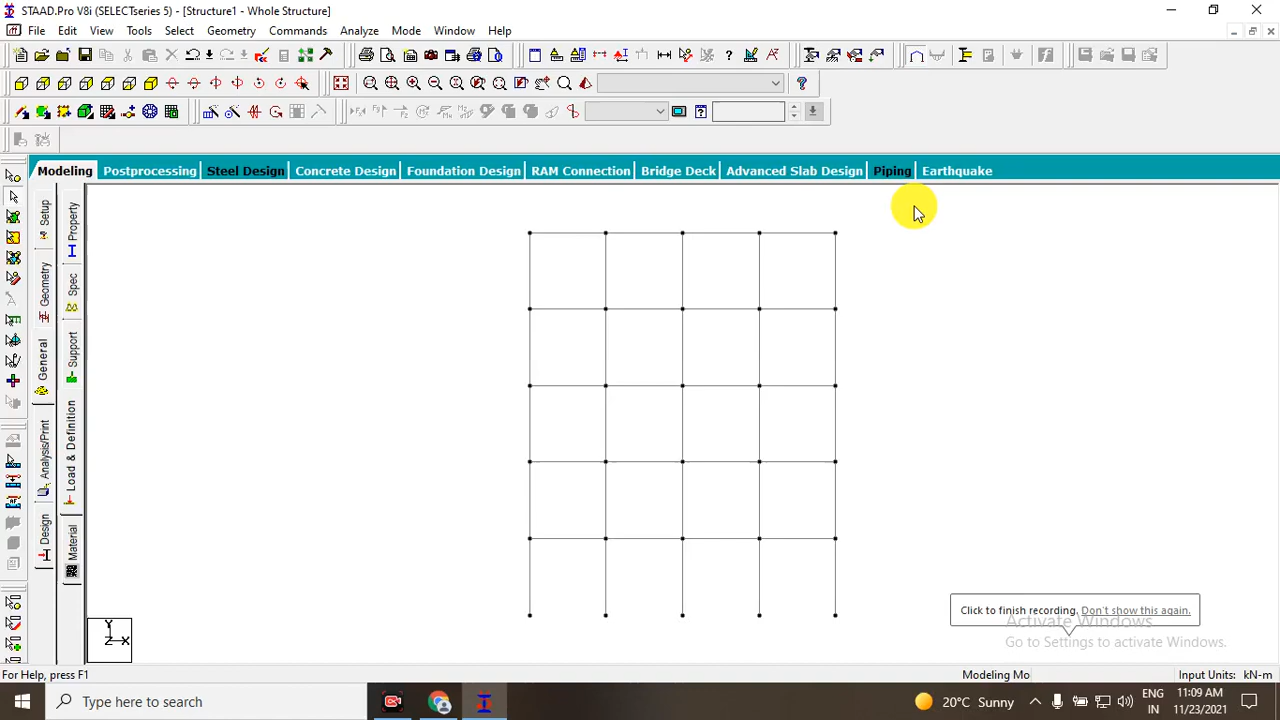 STAAD.Pro V8i (SELECTseries 5) - [Structure1 - Whole Structure]
File Edit View Tools Select Geometry Commands Analyze Mode Window Help
Modeling Postprocessing Steel Design Concrete Design Foundation Design RAM Connection Bridge Deck Advanced Slab Design Piping Earthquake
Setup
Geometry
General
Analysis/Print
Design
Property
Spec
Support
Load & Definition
Material
Y
Z X
Click to finish recording. Don't show this again.
Activate Windows
Go to Settings to activate Windows.
For Help, press F1
Modeling Mo
Input Units: kN-m
Type here to search
20°C Sunny
ENG
IN
11:09 AM
11/23/2021